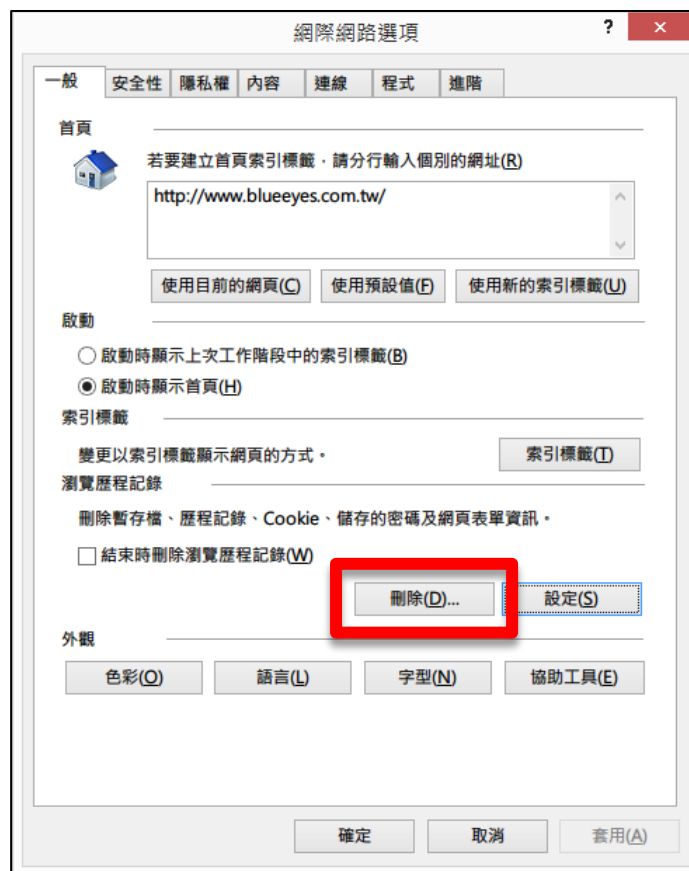 網際網路選項
?
×
一般 安全性 隱私權 內容 連線 程式 進階
首頁
若要建立首頁索引標籤，請分行輸入個別的網址(R)
http://www.blueeyes.com.tw/
使用目前的網頁(C) 使用預設值(F) 使用新的索引標籤(U)
啟動
啟動時顯示上次工作階段中的索引標籤(B)
啟動時顯示首頁(H)
索引標籤
變更以索引標籤顯示網頁的方式。 索引標籤(T)
瀏覽歷程記錄
刪除暫存檔、歷程記錄、Cookie、儲存的密碼及網頁表單資訊。
結束時刪除瀏覽歷程記錄(W)
刪除(D)... 設定(S)
外觀
色彩(O) 語言(L) 字型(N) 協助工具(E)
確定 取消 套用(A)